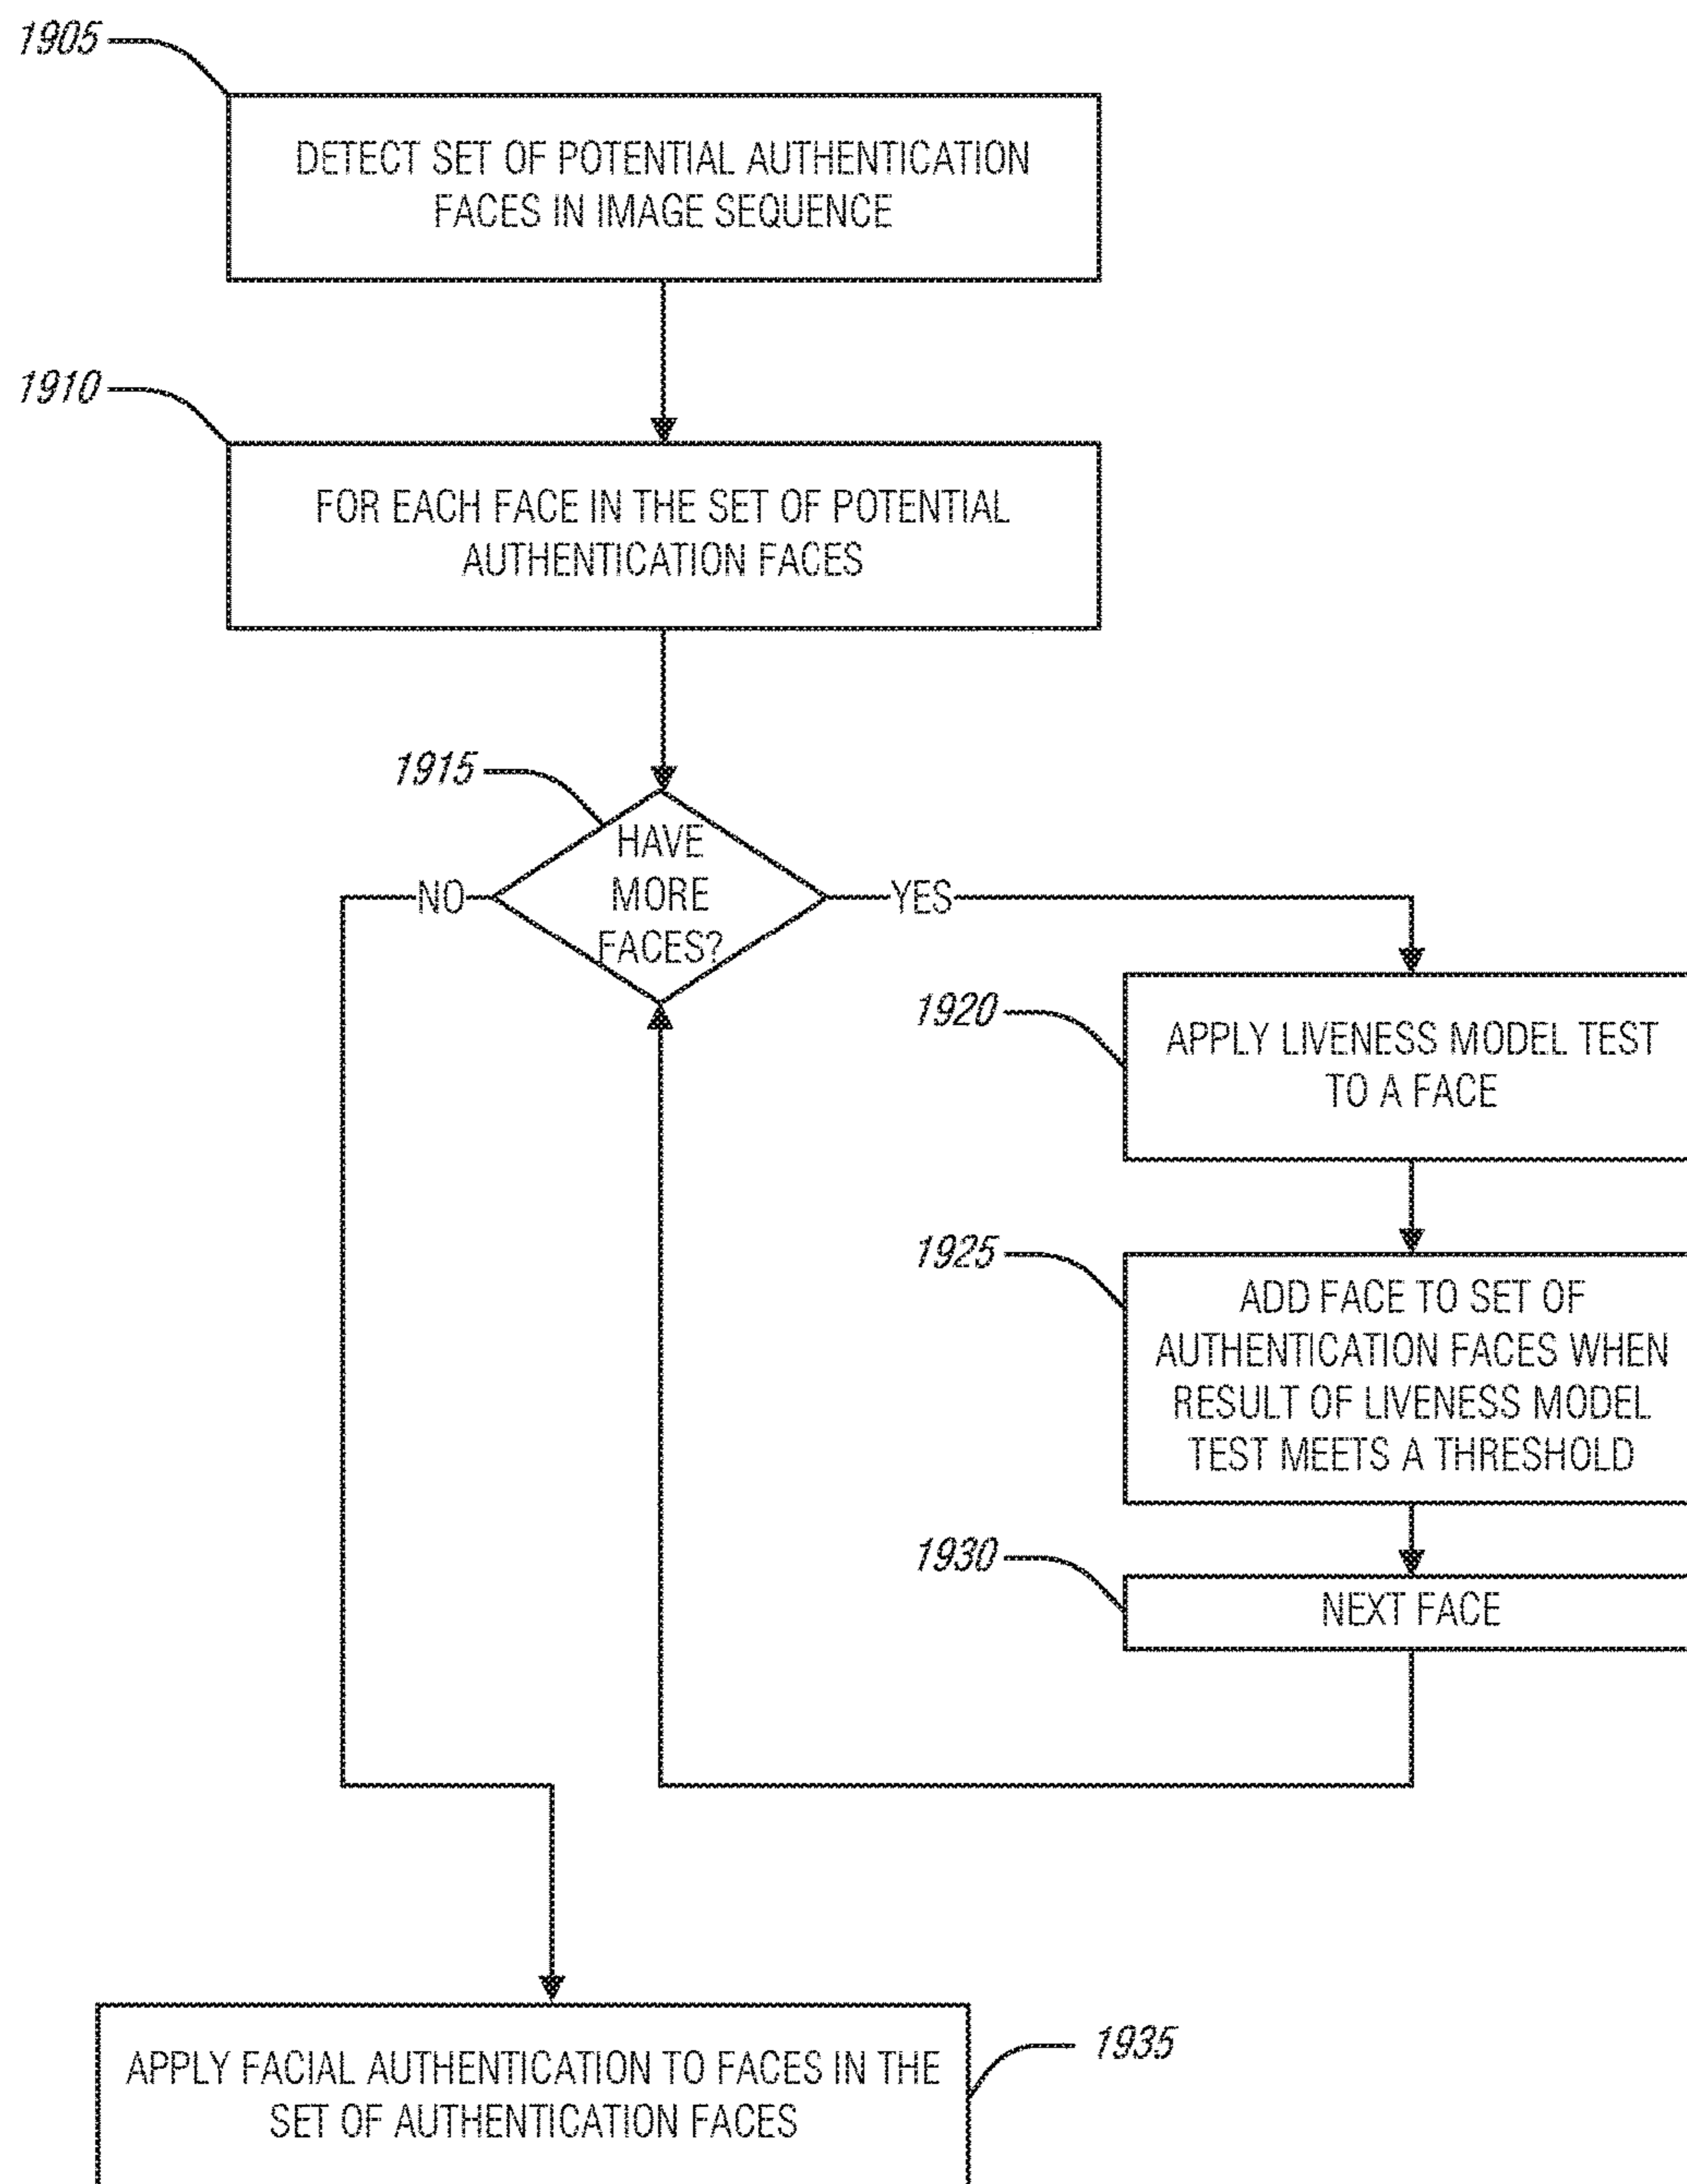 1905
DETECT SET OF POTENTIAL AUTHENTICATION
FACES IN IMAGE SEQUENCE
1910
FOR EACH FACE IN THE SET OF POTENTIAL
AUTHENTICATION FACES
1915
HAVE
MORE
FACES?
NO
YES
1920
APPLY LIVENESS MODEL TEST
TO A FACE
1925
ADD FACE TO SET OF
AUTHENTICATION FACES WHEN
RESULT OF LIVENESS MODEL
TEST MEETS A THRESHOLD
1930
NEXT FACE
1935
APPLY FACIAL AUTHENTICATION TO FACES IN THE
SET OF AUTHENTICATION FACES